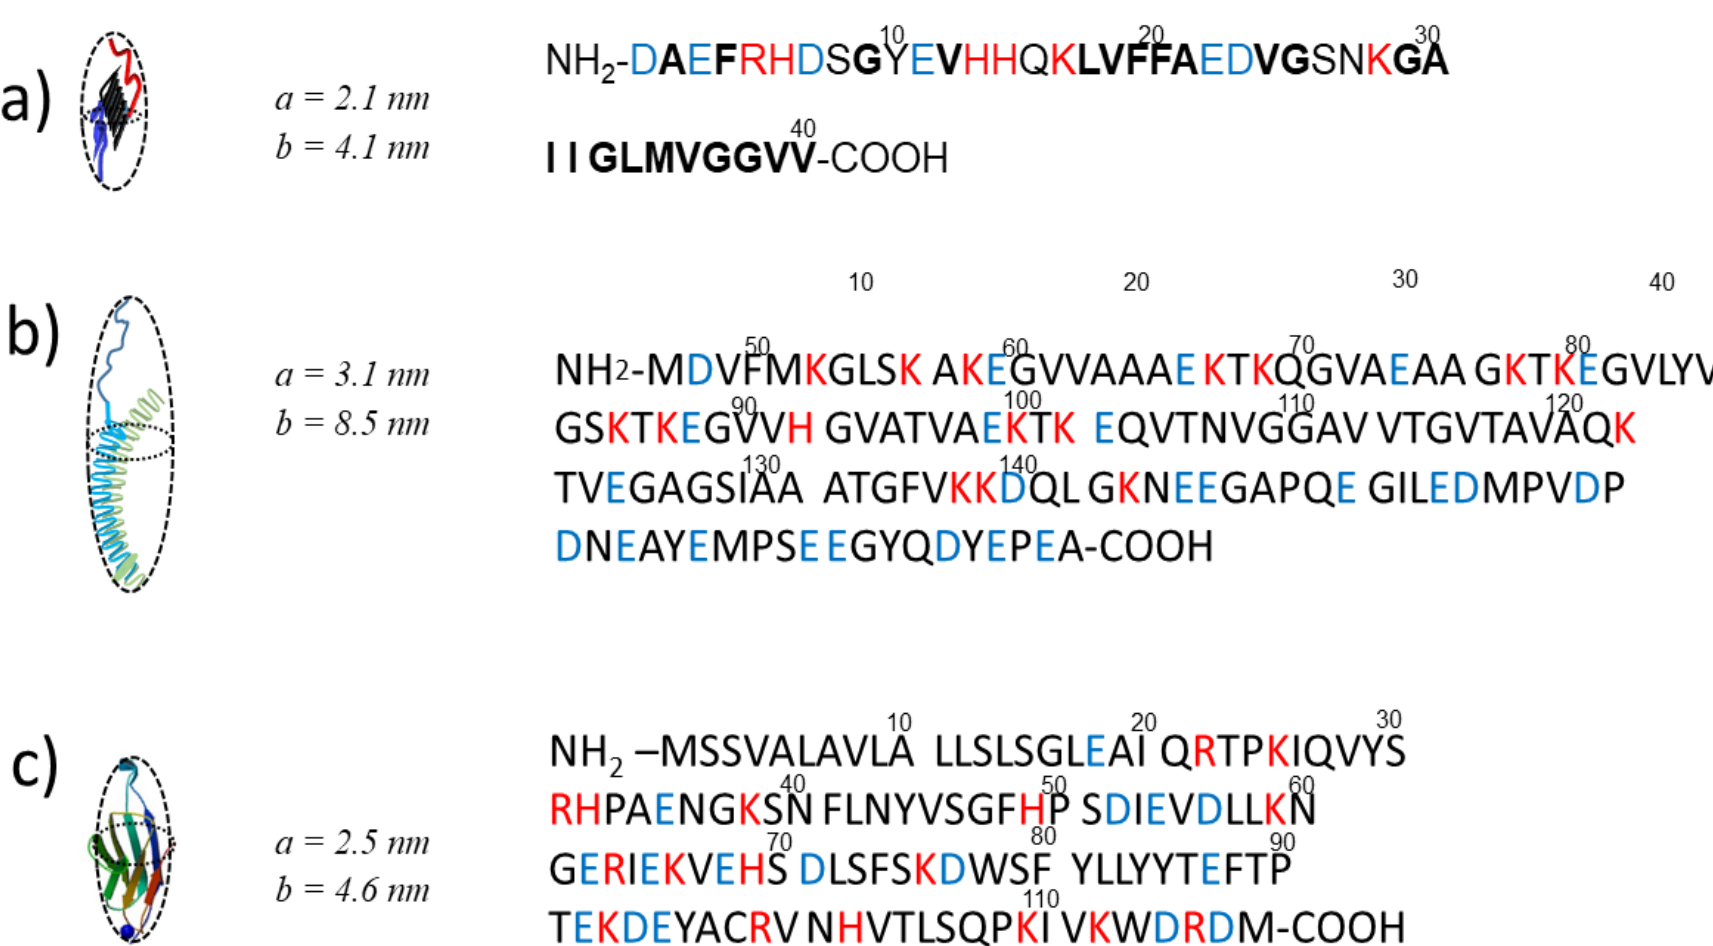 10 20 30
a) NH2-DAEFRHDSGYEVHHQKLVFFAEDVGSNKGA
a = 2.1 nm
b = 4.1 nm
40
I I GLMVGGVV-COOH
10 20 30 40
b)
50 60 70 80
a = 3.1 nm NH2-MDVFMKGLSK AKEGVVAAAEKTKQGVAEAA GKTKEGVLYV
90 100 110 120
b = 8.5 nm GSKTKEGVVH GVATVAEKTK EQVTNVGGAV VTGVTAVAQK
130 140
TVEGAGSIAA ATGFVKKDQL GKNEEGAPQE GILEDMPVDP
DNEAYEMPSEEGYQDYEPEA-COOH
10 20 30
c) NH2 –MSSVALAVLA LLSLSGLEAI QRTPKIQVYS
40 50 60
RHPAENGKSN FLNYVSGFHP SDIEVDLLKN
70 80 90
a = 2.5 nm GERIEKVEHS DLSFSKDWSF YLLYYTEFTP
b = 4.6 nm
110
TEKDEYACRV NHVTLSQPKI VKWDRDM-COOH